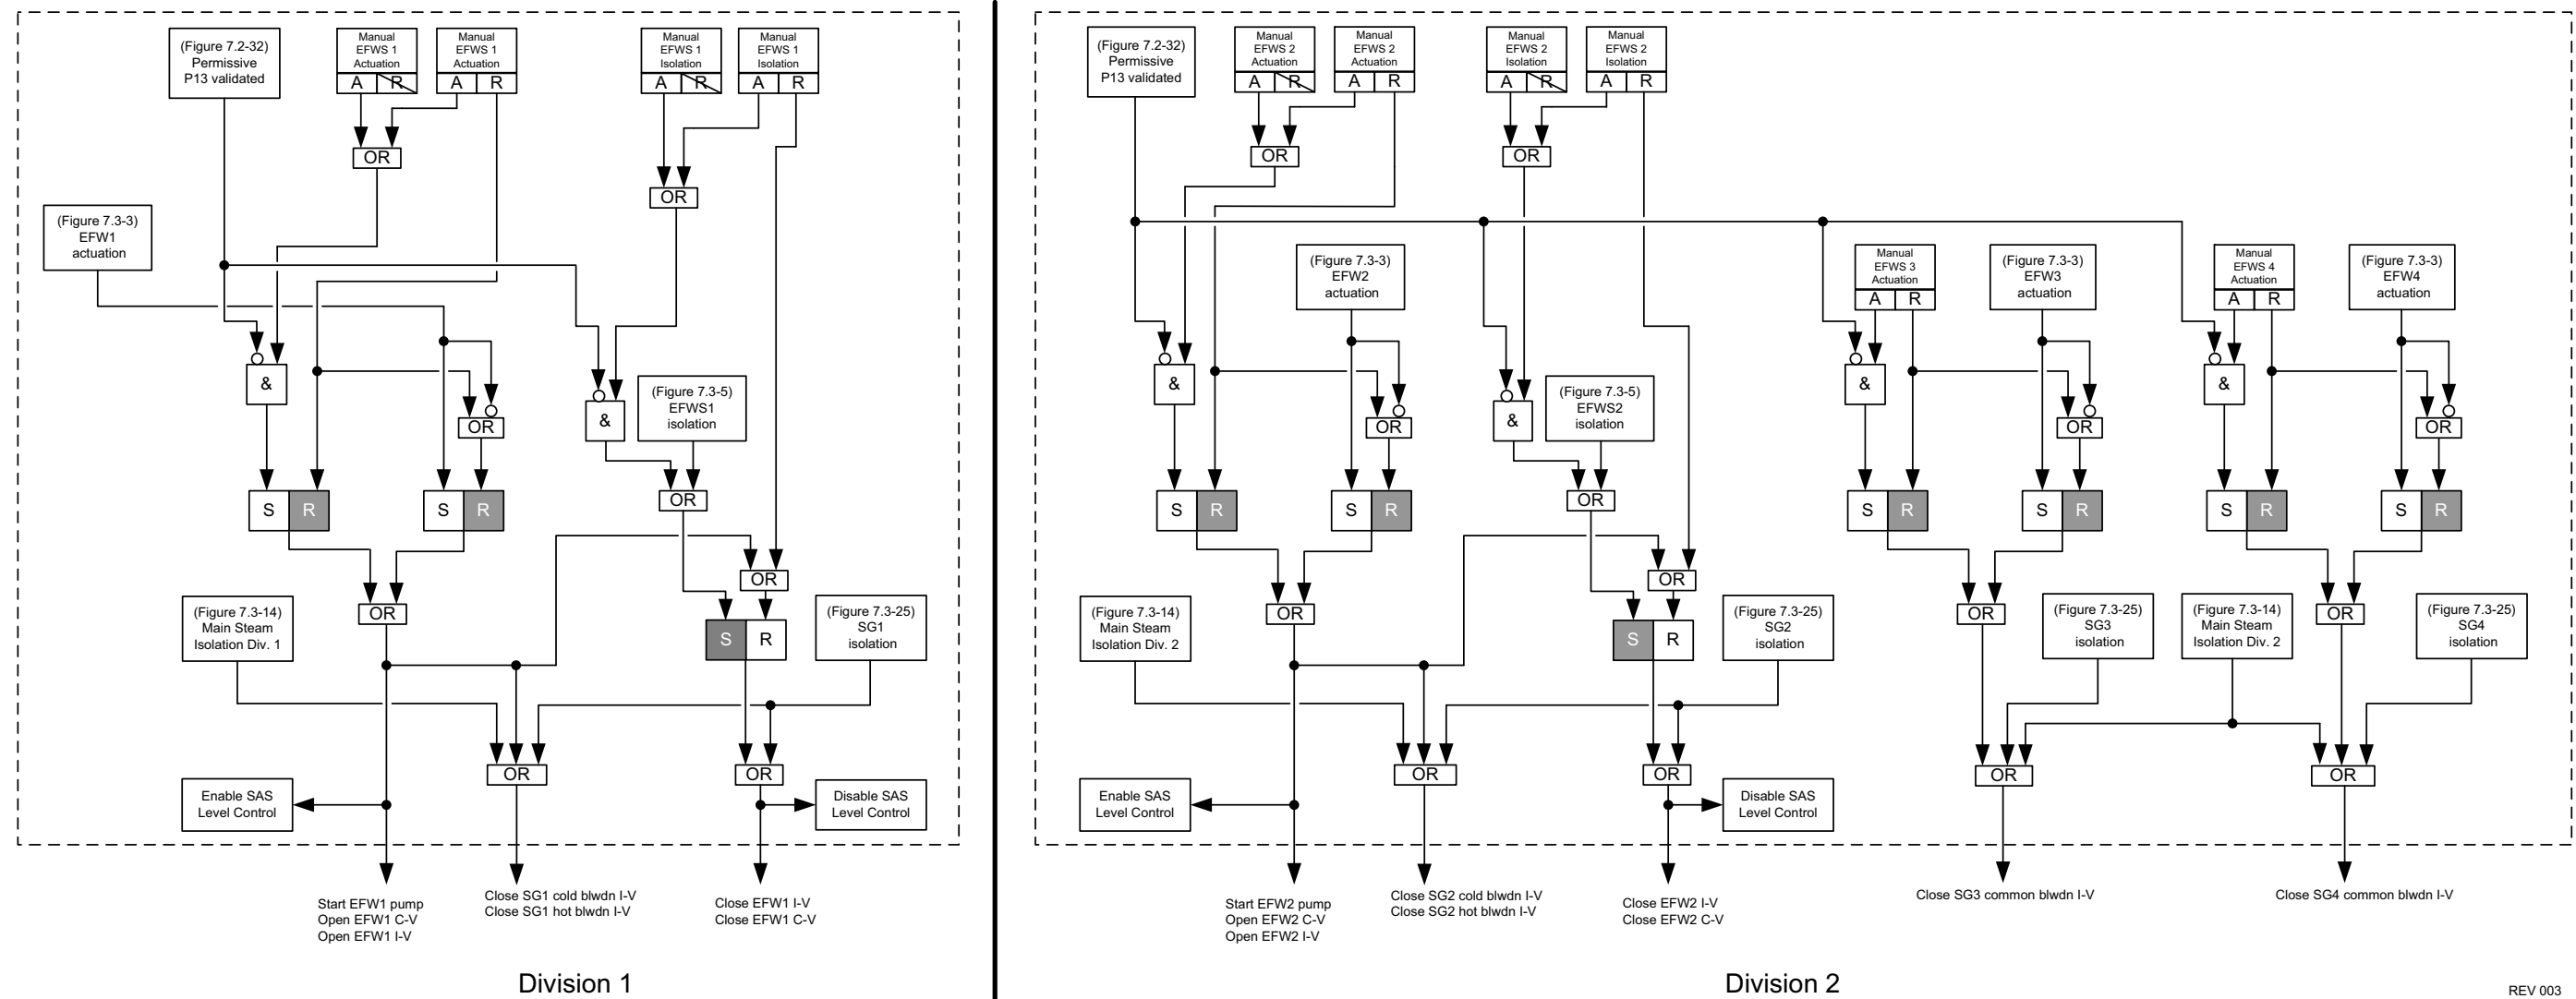 (Figure 7.2-32)
Permissive
P13 validated
Manual
EFWS 1
Actuation
A R
Manual
EFWS 1
Actuation
A R
Manual
EFWS 1
Isolation
A R
Manual
EFWS 1
Isolation
A R
OR
OR
(Figure 7.3-3)
EFW1
actuation
&
OR
&
(Figure 7.3-5)
EFWS1
isolation
S R
S R
OR
OR
OR
(Figure 7.3-14)
Main Steam
Isolation Div. 1
S R
(Figure 7.3-25)
SG1
isolation
OR
OR
Enable SAS
Level Control
Disable SAS
Level Control
Start EFW1 pump
Open EFW1 C-V
Open EFW1 I-V
Close SG1 cold blwdn I-V
Close SG1 hot blwdn I-V
Close EFW1 I-V
Close EFW1 C-V
Division 1
(Figure 7.2-32)
Permissive
P13 validated
Manual
EFWS 2
Actuation
A R
Manual
EFWS 2
Actuation
A R
Manual
EFWS 2
Isolation
A R
Manual
EFWS 2
Isolation
A R
OR
OR
(Figure 7.3-3)
EFW2
actuation
Manual
EFWS 3
Actuation
A R
(Figure 7.3-3)
EFW3
actuation
Manual
EFWS 4
Actuation
A R
(Figure 7.3-3)
EFW4
actuation
&
OR
&
(Figure 7.3-5)
EFWS2
isolation
&
OR
&
OR
S R
S R
OR
S R
S R
S R
S R
OR
OR
OR
OR
(Figure 7.3-14)
Main Steam
Isolation Div. 2
S R
(Figure 7.3-25)
SG2
isolation
(Figure 7.3-25)
SG3
isolation
(Figure 7.3-14)
Main Steam
Isolation Div. 2
(Figure 7.3-25)
SG4
isolation
OR
OR
OR
OR
Enable SAS
Level Control
Disable SAS
Level Control
Start EFW2 pump
Open EFW2 C-V
Open EFW2 I-V
Close SG2 cold blwdn I-V
Close SG2 hot blwdn I-V
Close EFW2 I-V
Close EFW2 C-V
Close SG3 common blwdn I-V
Close SG4 common blwdn I-V
Division 2
REV 003